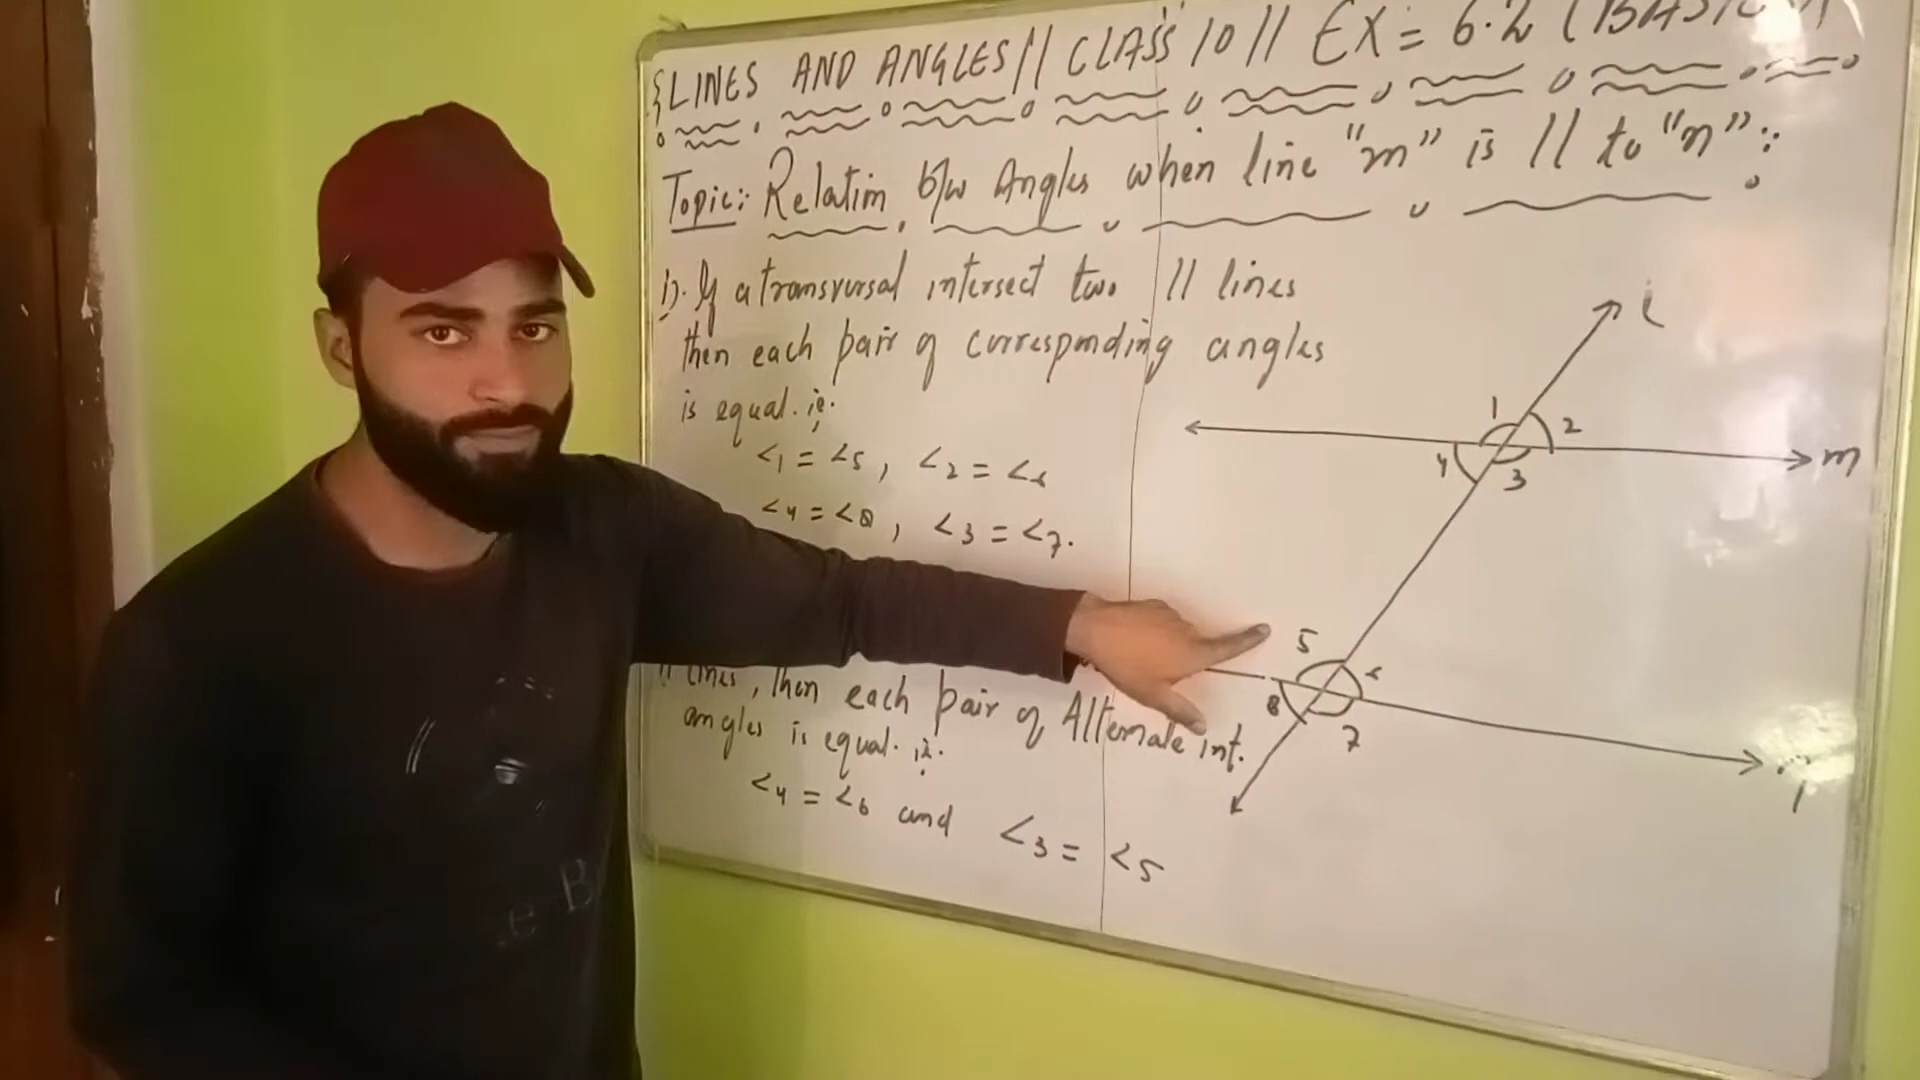 {LINES AND ANGLES // CLASS 10 // EX = 6.2
Topic: Relatim b/w Angles when line "m" is // to "n":
1). If a transversal intersect two // lines
then each pair of corresponding angles
is equal. ie.
<1 = <5, <2 = <6
<4 = <8, <3 = <7.
// lines, then each pair of Alternate int.
angles is equal. ie.
<4 = <6 and <3 = <5
l
1 2
m
4 3
5 6
8 7